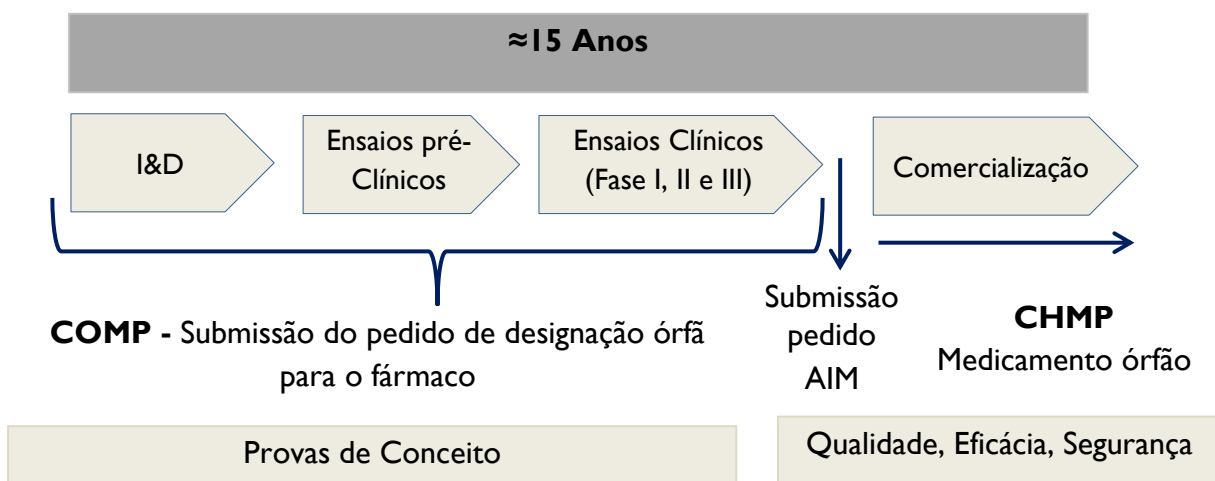 ≈15 Anos
I&D
Ensaios pré-
Clínicos
Ensaios Clínicos
(Fase I, II e III)
Comercialização
COMP - Submissão do pedido de designação órfã
para o fármaco
Submissão
pedido
AIM
CHMP
Medicamento órfão
Provas de Conceito
Qualidade, Eficácia, Segurança